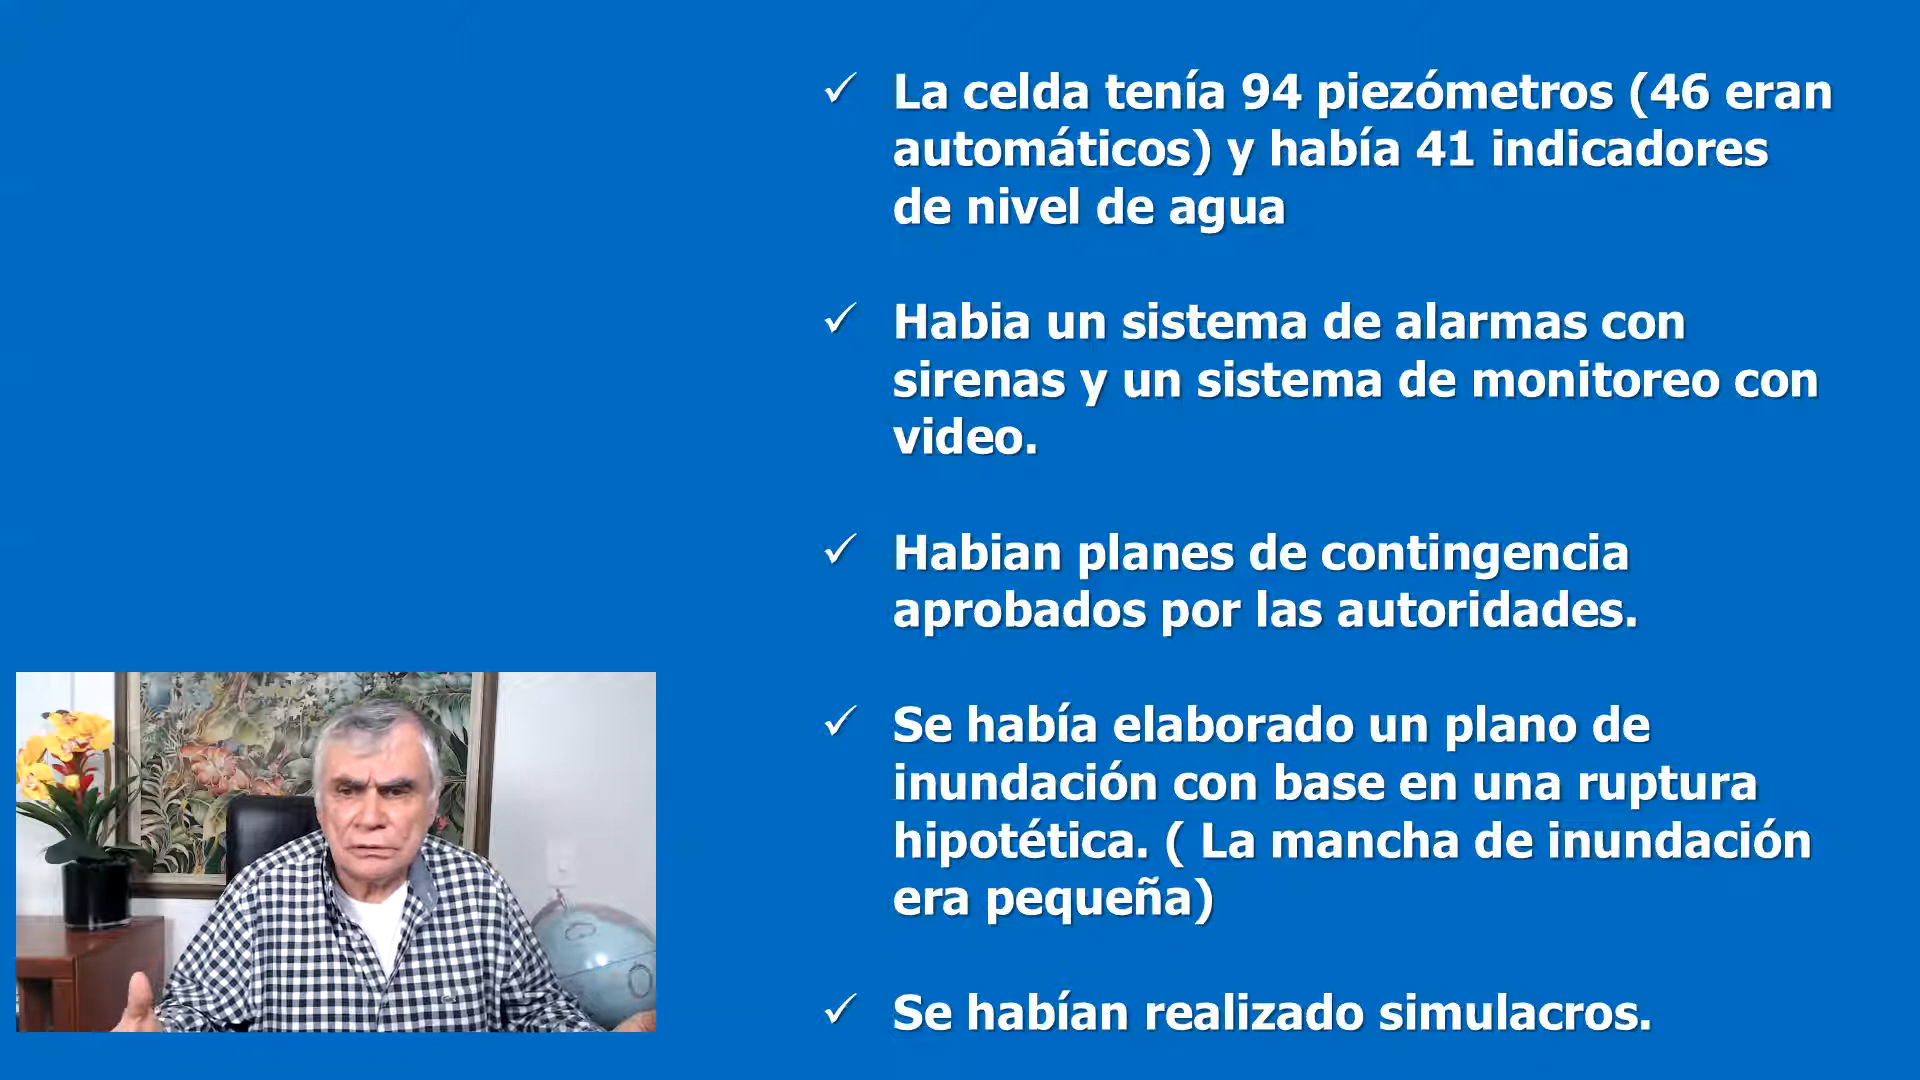 ✓ La celda tenía 94 piezómetros (46 eran
automáticos) y había 41 indicadores
de nivel de agua
✓ Habia un sistema de alarmas con
sirenas y un sistema de monitoreo con
video.
✓ Habian planes de contingencia
aprobados por las autoridades.
✓ Se había elaborado un plano de
inundación con base en una ruptura
hipotética. ( La mancha de inundación
era pequeña)
✓ Se habían realizado simulacros.